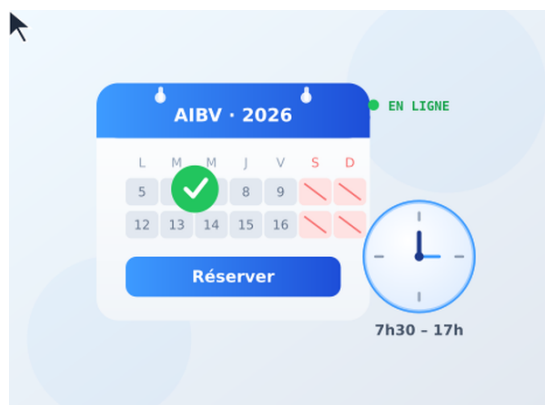 AIBV · 2026
EN LIGNE
L M M J V S D
5 8 9
12 13 14 15 16
Réserver
7h30 – 17h